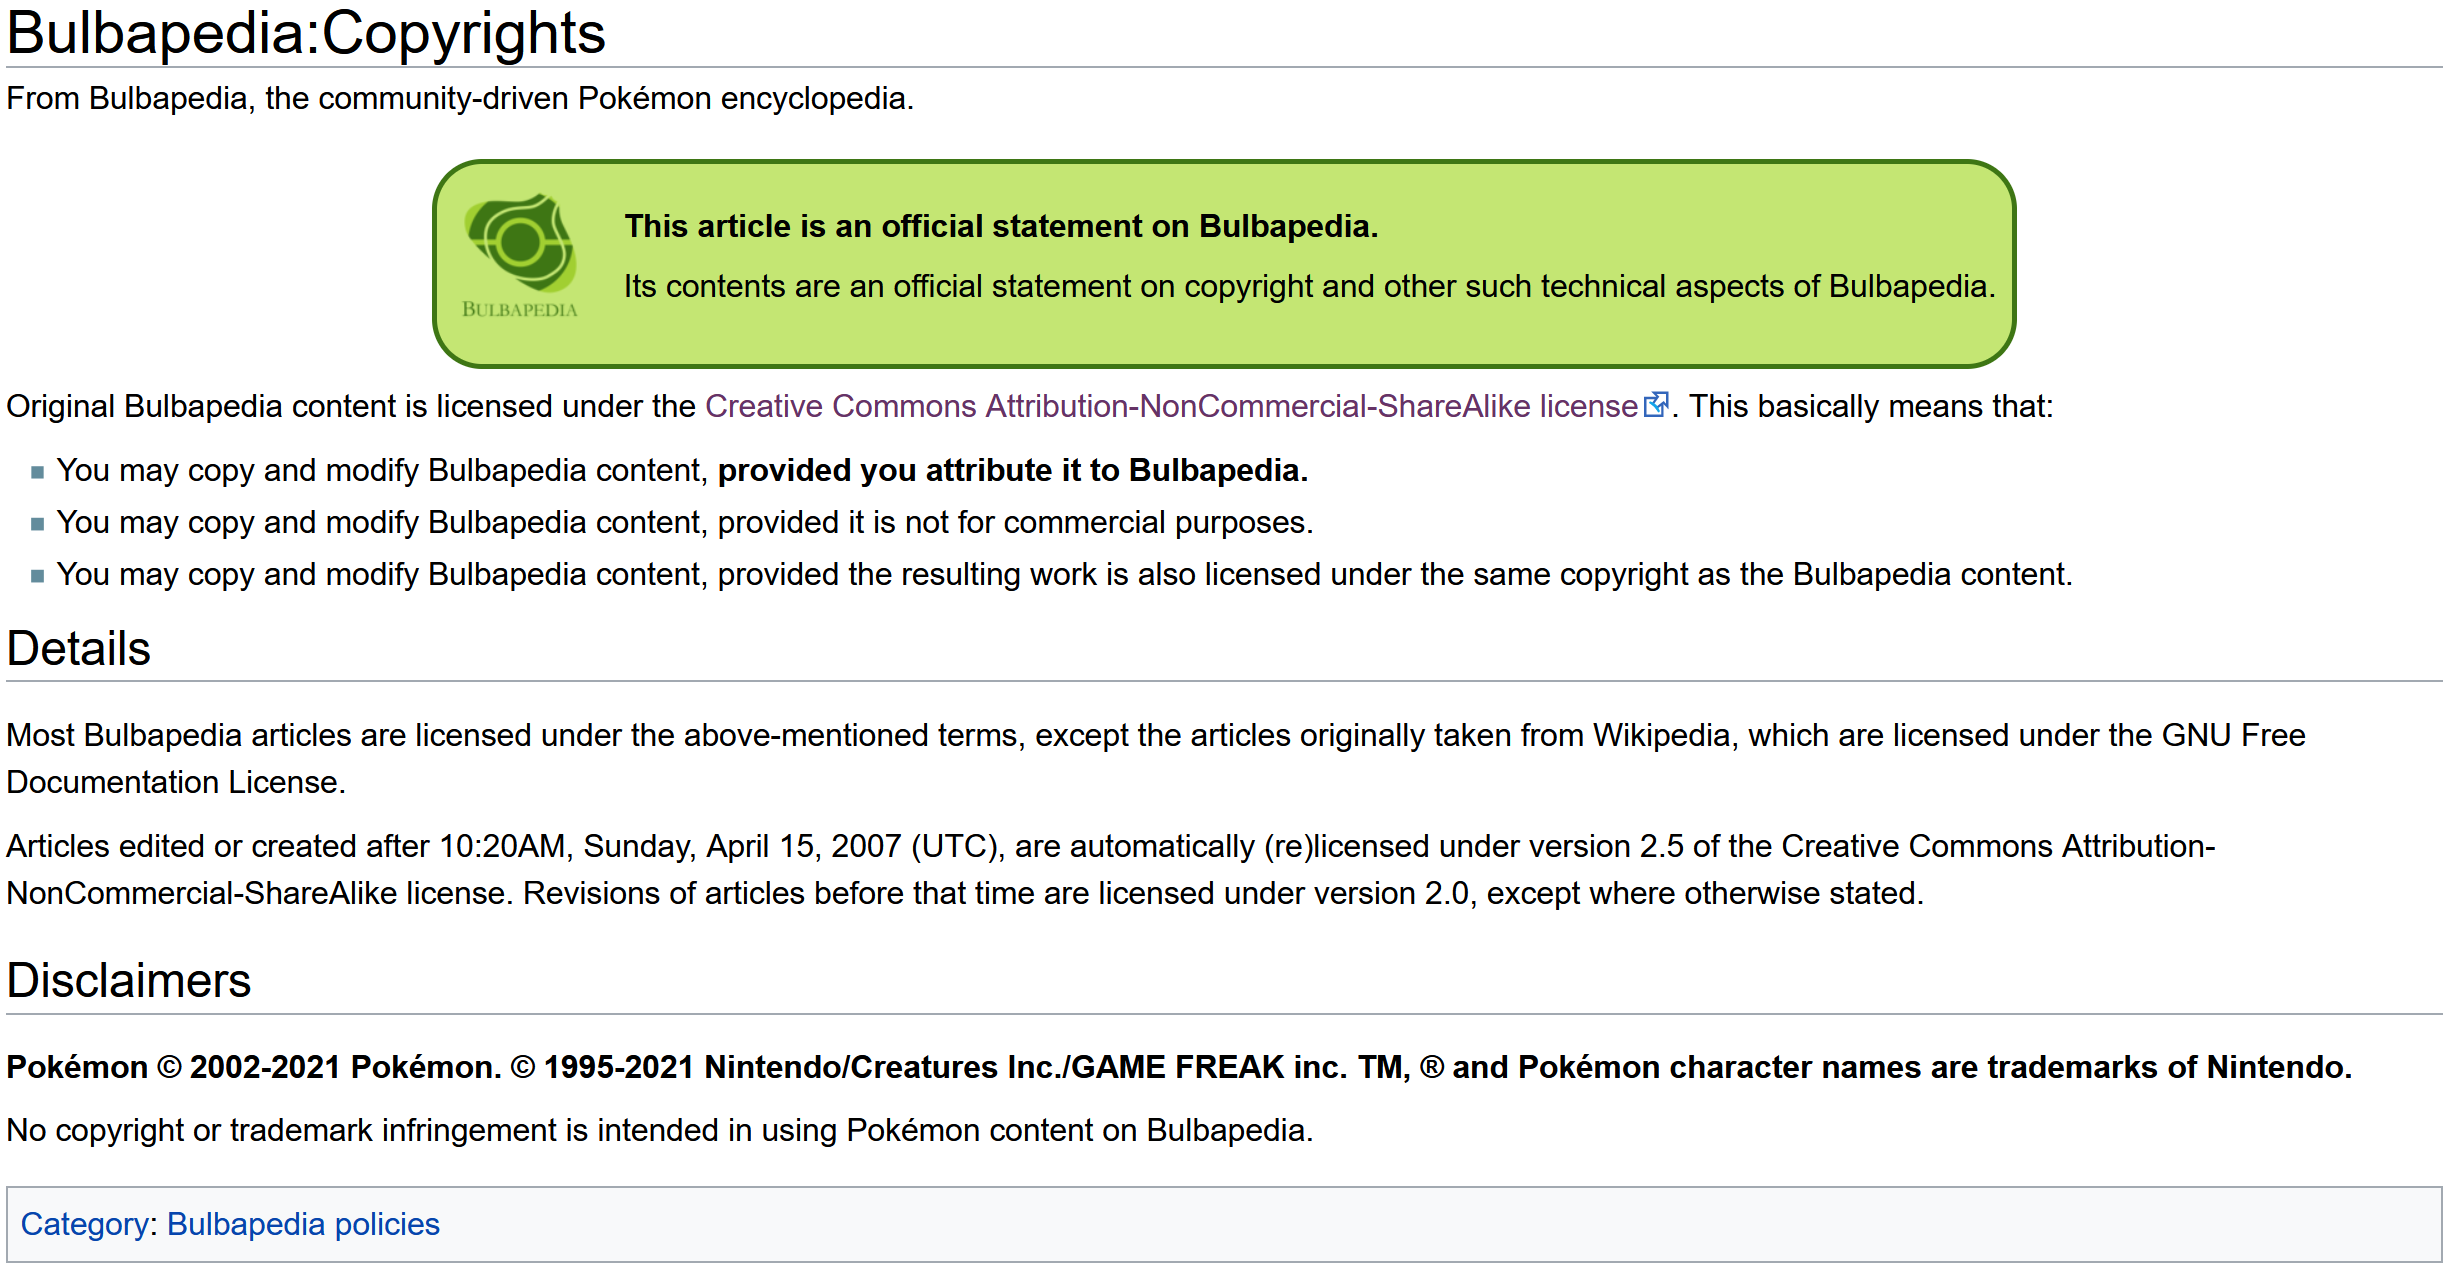 Bulbapedia:Copyrights
From Bulbapedia, the community-driven Pokémon encyclopedia.
BULBAPEDIA
This article is an official statement on Bulbapedia.
Its contents are an official statement on copyright and other such technical aspects of Bulbapedia.
Original Bulbapedia content is licensed under the Creative Commons Attribution-NonCommercial-ShareAlike license. This basically means that:
You may copy and modify Bulbapedia content, provided you attribute it to Bulbapedia.
You may copy and modify Bulbapedia content, provided it is not for commercial purposes.
You may copy and modify Bulbapedia content, provided the resulting work is also licensed under the same copyright as the Bulbapedia content.
Details
Most Bulbapedia articles are licensed under the above-mentioned terms, except the articles originally taken from Wikipedia, which are licensed under the GNU Free
Documentation License.
Articles edited or created after 10:20AM, Sunday, April 15, 2007 (UTC), are automatically (re)licensed under version 2.5 of the Creative Commons Attribution-
NonCommercial-ShareAlike license. Revisions of articles before that time are licensed under version 2.0, except where otherwise stated.
Disclaimers
Pokémon © 2002-2021 Pokémon. © 1995-2021 Nintendo/Creatures Inc./GAME FREAK inc. TM, ® and Pokémon character names are trademarks of Nintendo.
No copyright or trademark infringement is intended in using Pokémon content on Bulbapedia.
Category: Bulbapedia policies